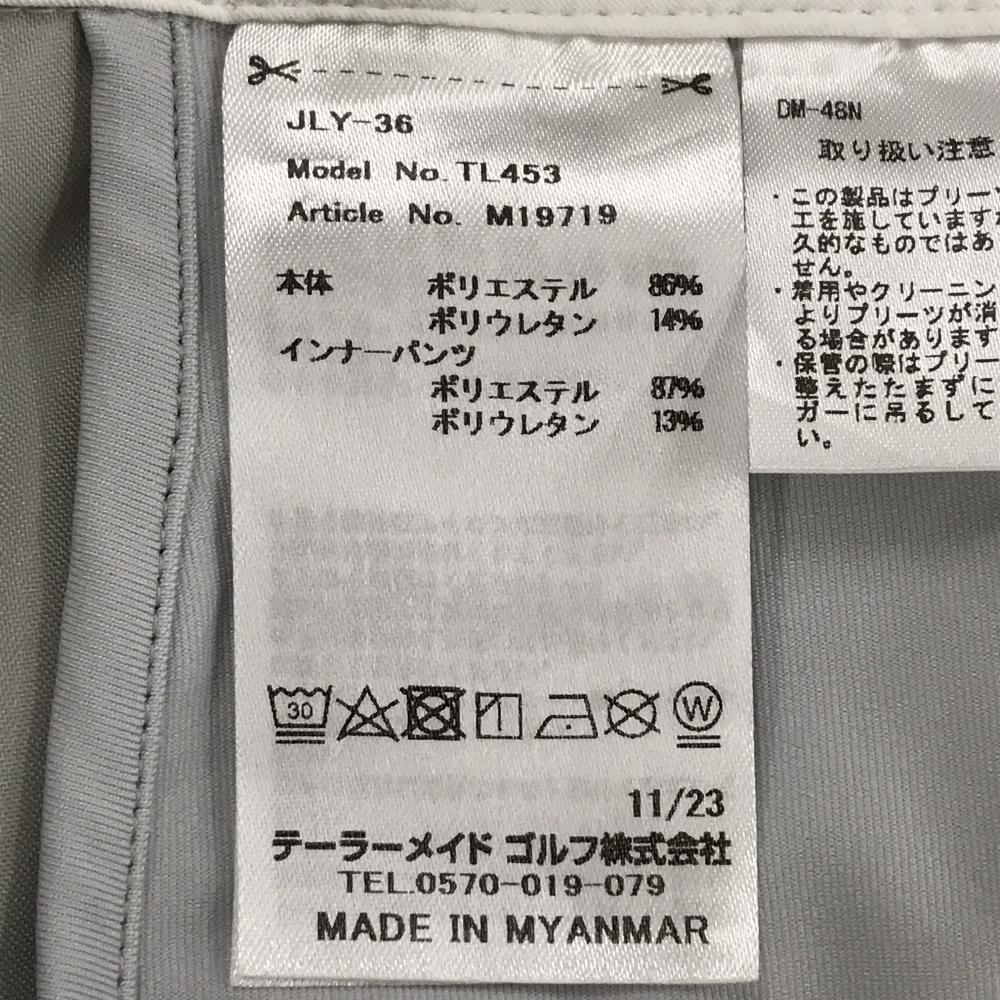 JLY-36
Model No. TL453
Article No. M19719
本体 ポリエステル 86%
ポリウレタン 14%
インナーパンツ
ポリエステル 87%
ポリウレタン 13%
30
W
11/23
テーラーメイド ゴルフ株式会社
TEL.0570-019-079
MADE IN MYANMAR
DM-48N
取り扱い注意
・この製品はプリー
工を施しています
久的なものではあ
せん。
・着用やクリーニン
よりプリーツが消
る場合があります
・保管の際はプリー
整えたたまずに
ガーに吊るして
い。